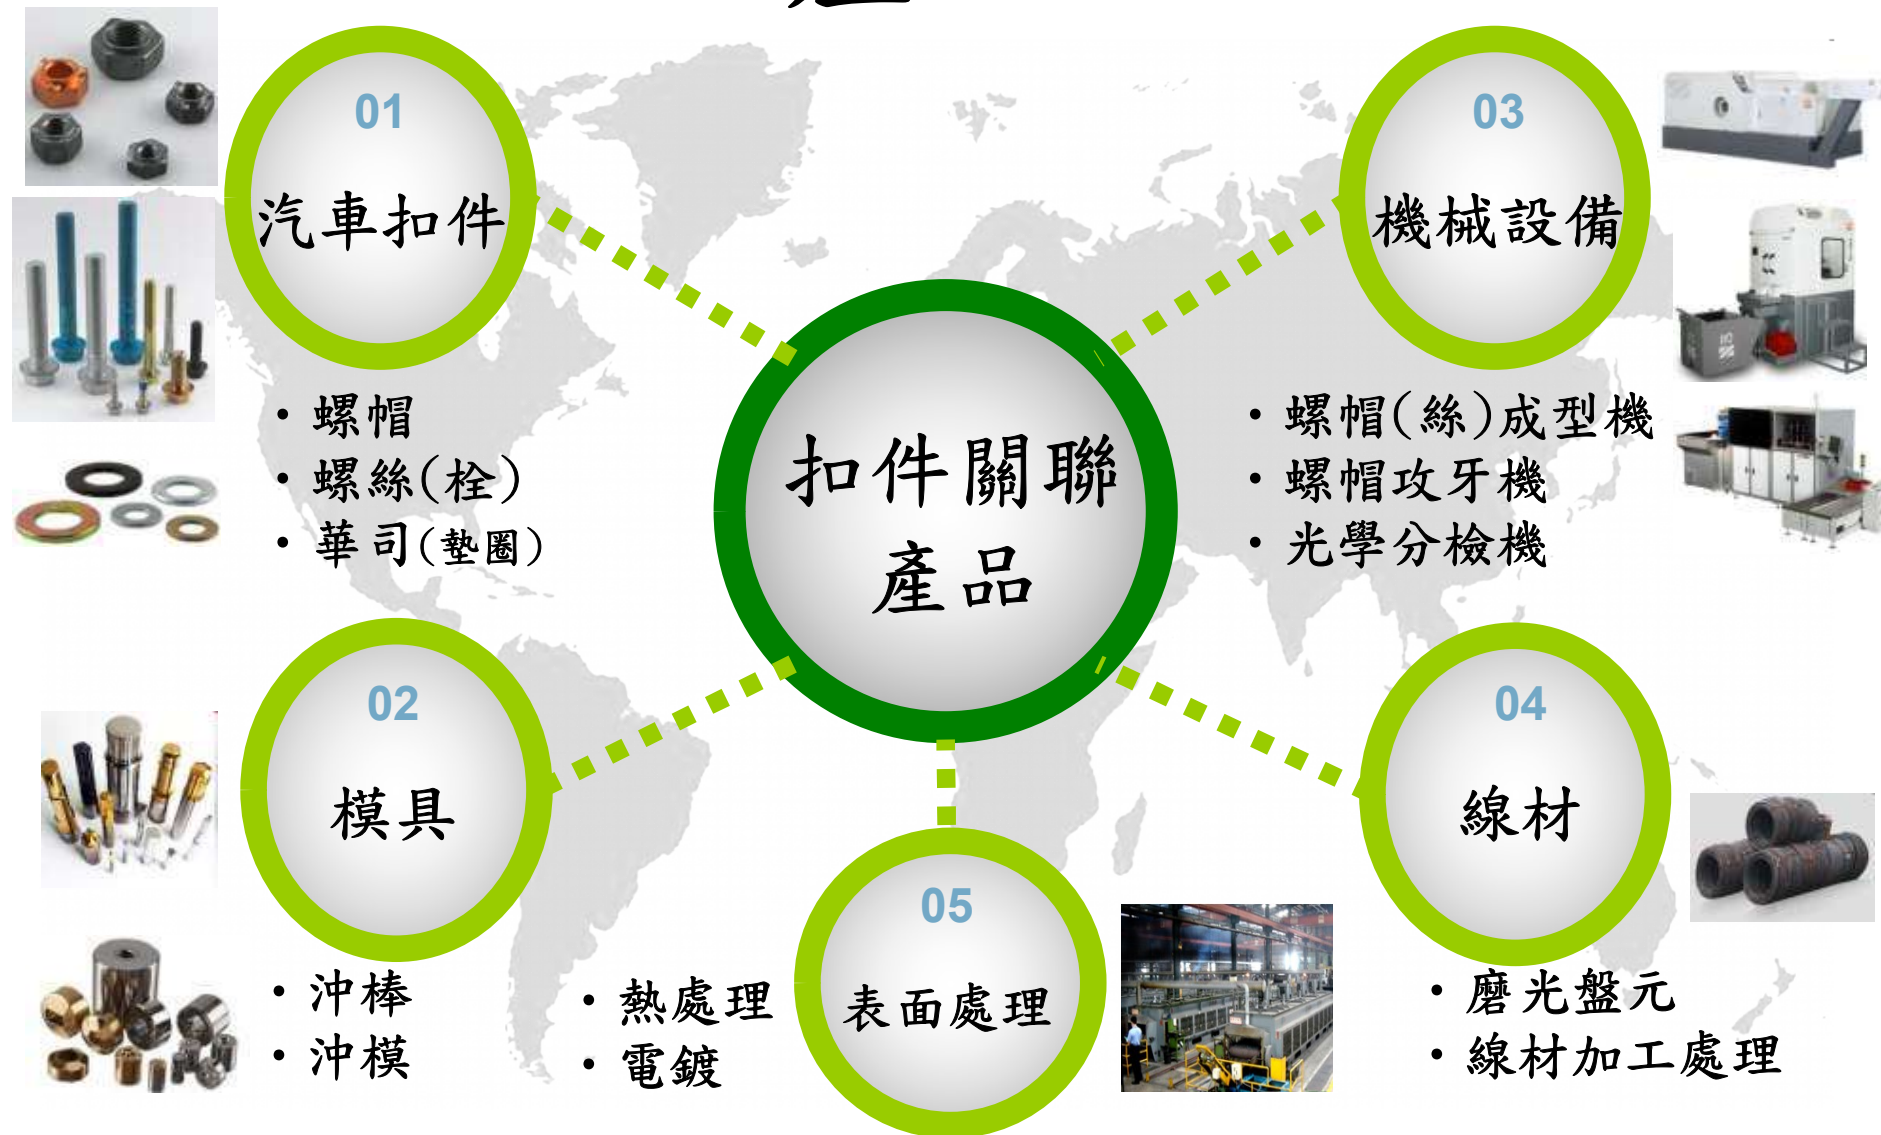 01
汽車扣件
・螺帽
・螺絲(栓)
・華司(墊圈)
02
模具
・沖棒
・沖模
扣件關聯
產品
03
機械設備
・螺帽(絲)成型機
・螺帽攻牙機
・光學分檢機
04
線材
・磨光盤元
・線材加工處理
05
表面處理
・熱處理
・電鍍